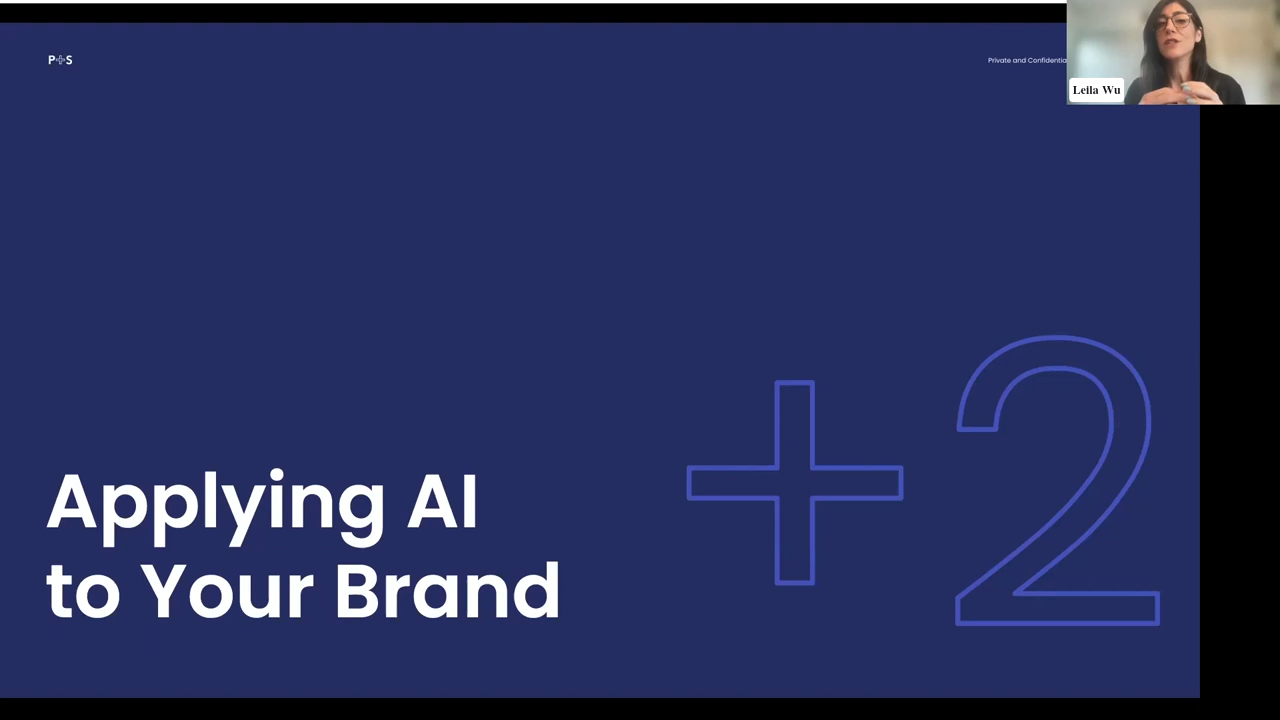 P+S
Private and Confidential
Leila Wu
+2
Applying AI
to Your Brand